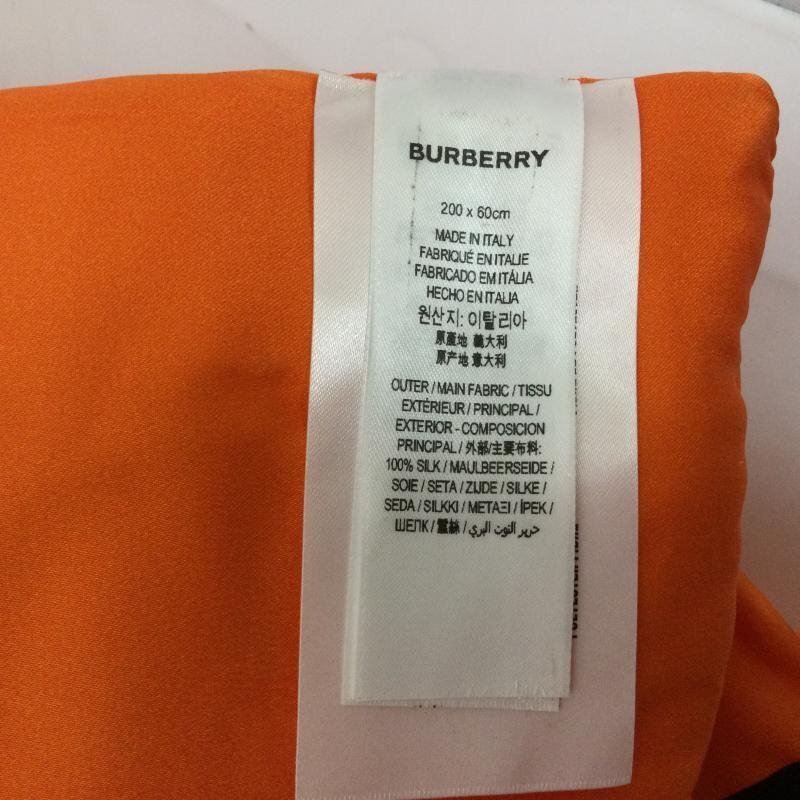 BURBERRY
200 x 60cm
MADE IN ITALY
FABRIQUÉ EN ITALIE
FABRICADO EM ITÁLIA
HECHO EN ITALIA
원산지: 이탈리아
原產地 義大利
原产地 意大利
OUTER / MAIN FABRIC / TISSU
EXTÉRIEUR / PRINCIPAL /
EXTERIOR - COMPOSICION
PRINCIPAL / 外部/主要布料:
100% SILK / MAULBEERSEIDE /
SOIE / SETA / ZIJDE / SILKE /
SEDA / SILKKI / ΜΕΤΑΞΙ / İPEK /
ШЕЛК / 蠶絲 / حرير التوت البري